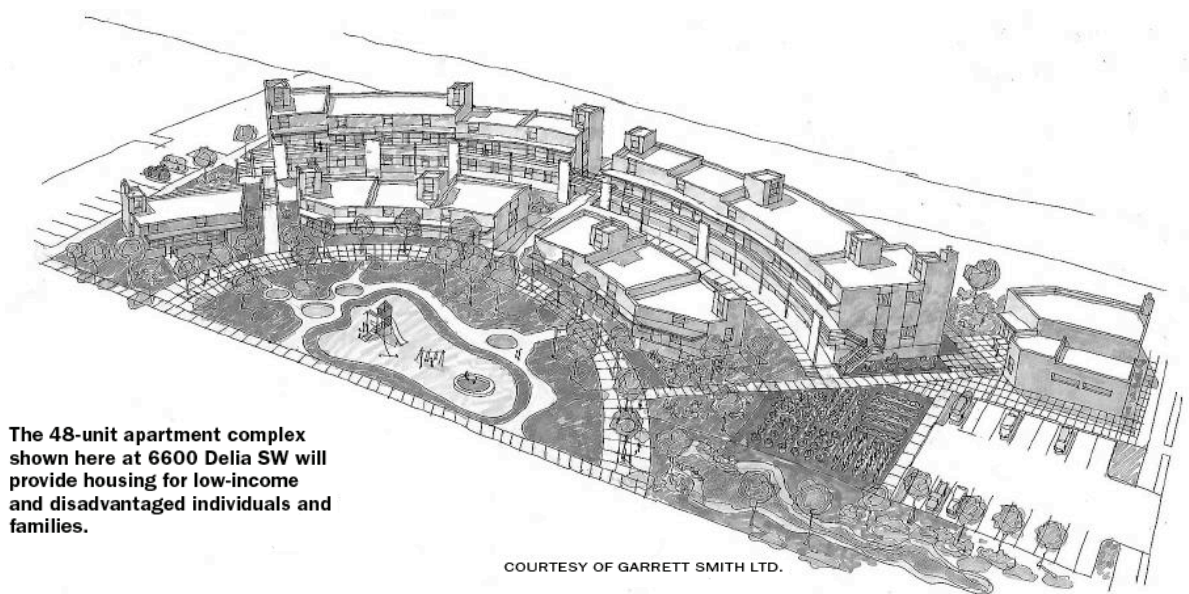 The 48-unit apartment complex
shown here at 6600 Delia SW will
provide housing for low-income
and disadvantaged individuals and
families.
COURTESY OF GARRETT SMITH LTD.